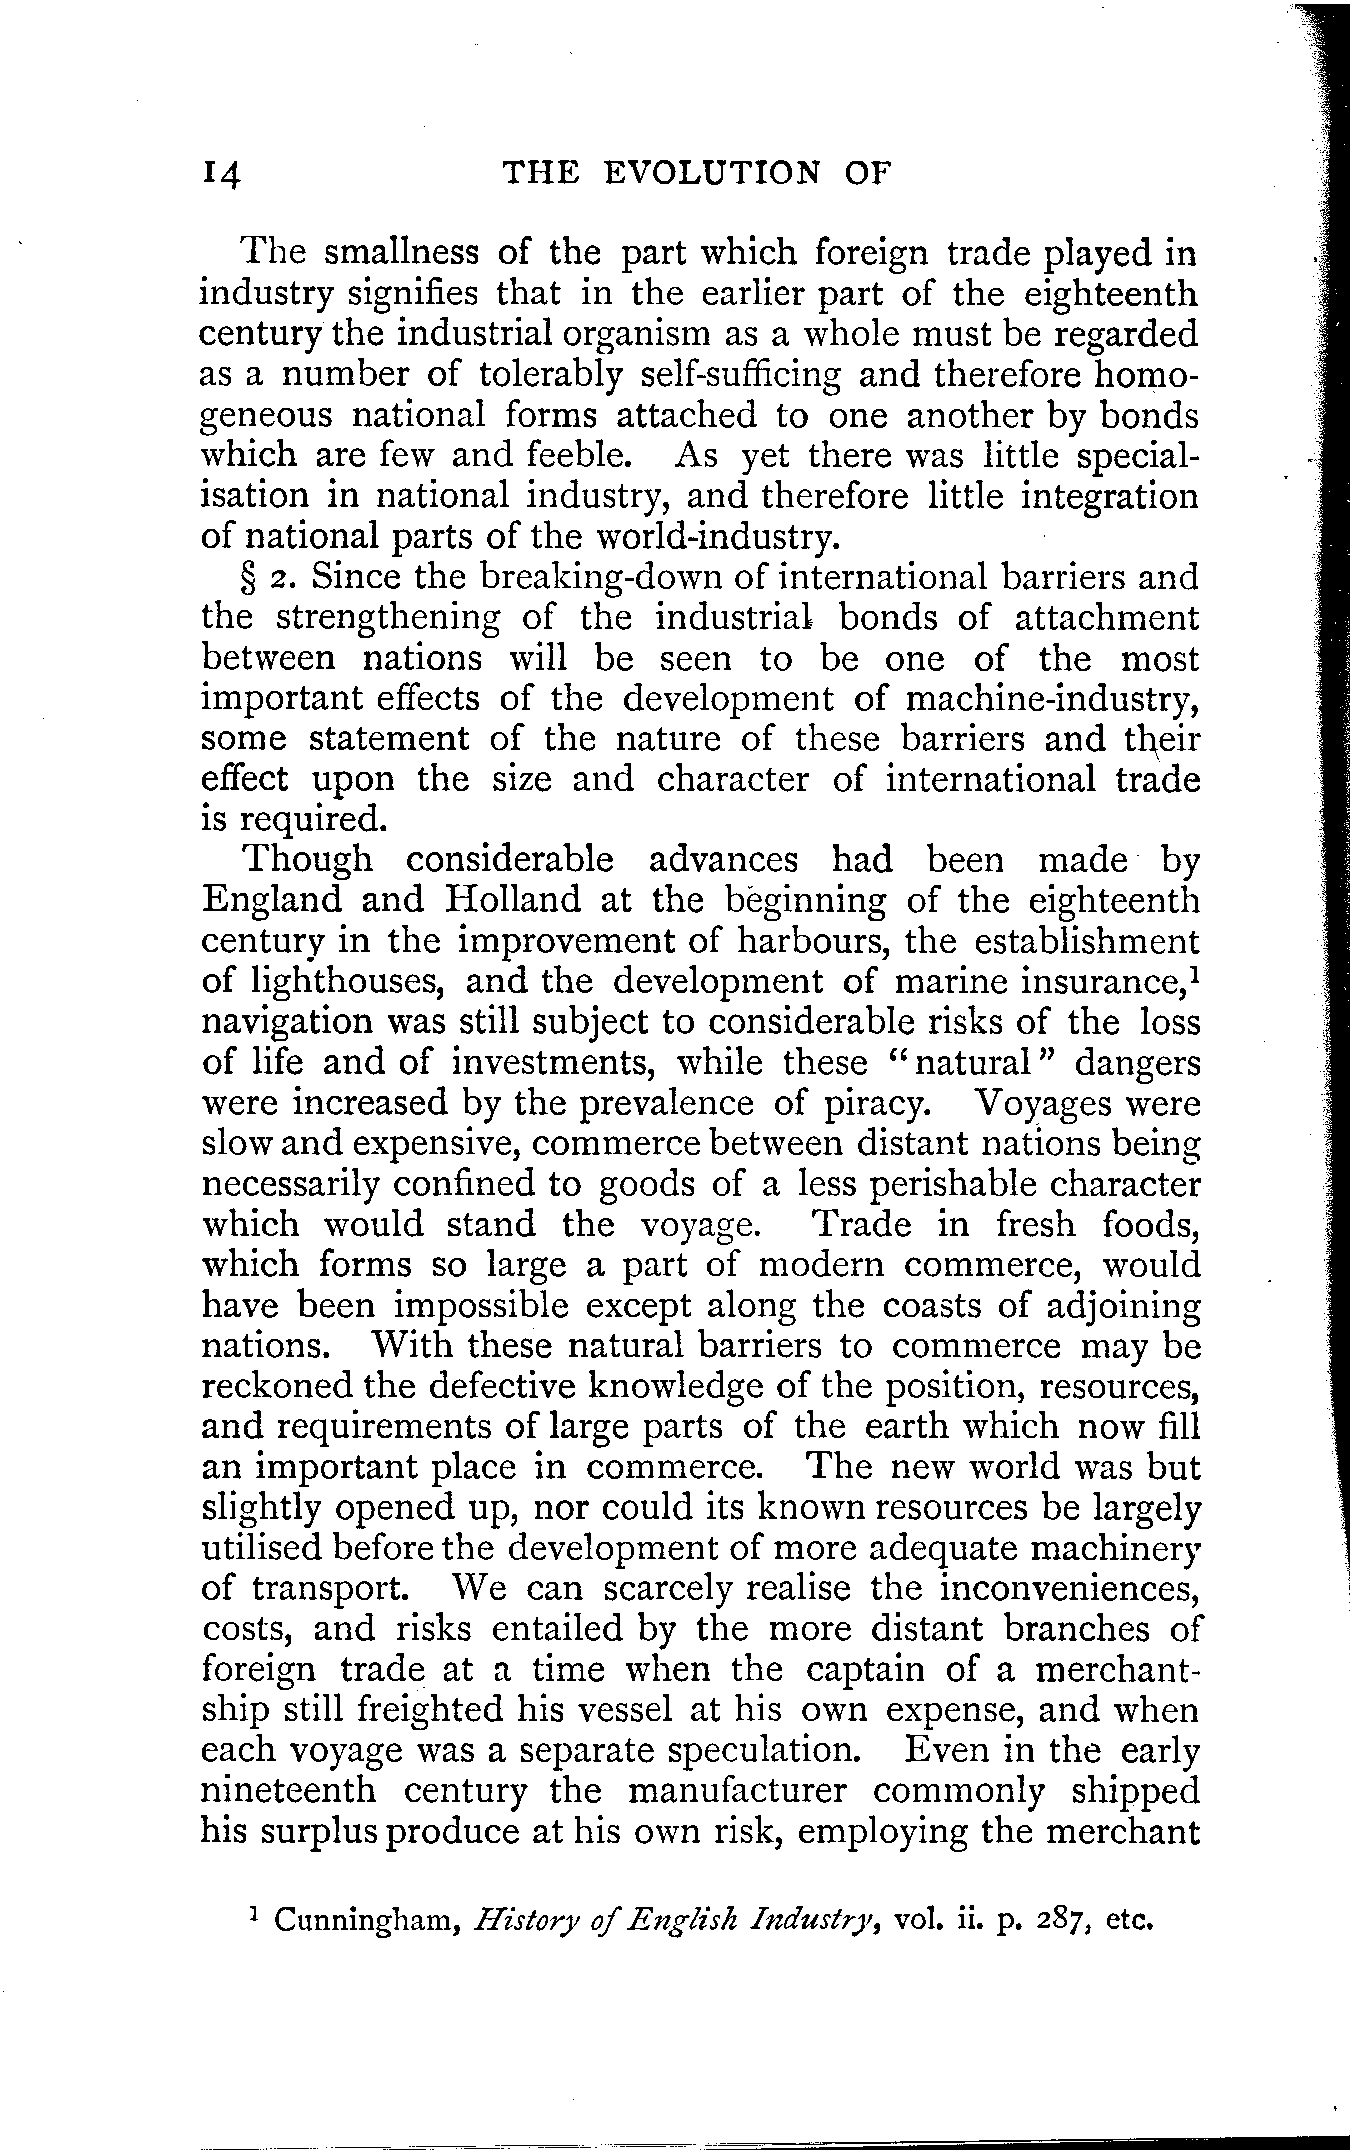 14 THE EVOLUTION OF
The smallness of the part which foreign trade played in
industry signifies that in the earlier part of the eighteenth
century the industrial organism as a whole must be regarded
as a number of tolerably self-sufficing and therefore homo-
geneous national forms attached to one another by bonds
which are few and feeble. As yet there was little special-
isation in national industry, and therefore little integration
of national parts of the world-industry.
§ 2. Since the breaking-down of international barriers and
the strengthening of the industrial bonds of attachment
between nations will be seen to be one of the most
important effects of the development of machine-industry,
some statement of the nature of these barriers and their
effect upon the size and character of international trade
is required.
Though considerable advances had been made by
England and Holland at the beginning of the eighteenth
century in the improvement of harbours, the establishment
of lighthouses, and the development of marine insurance,¹
navigation was still subject to considerable risks of the loss
of life and of investments, while these “natural” dangers
were increased by the prevalence of piracy. Voyages were
slow and expensive, commerce between distant nations being
necessarily confined to goods of a less perishable character
which would stand the voyage. Trade in fresh foods,
which forms so large a part of modern commerce, would
have been impossible except along the coasts of adjoining
nations. With these natural barriers to commerce may be
reckoned the defective knowledge of the position, resources,
and requirements of large parts of the earth which now fill
an important place in commerce. The new world was but
slightly opened up, nor could its known resources be largely
utilised before the development of more adequate machinery
of transport. We can scarcely realise the inconveniences,
costs, and risks entailed by the more distant branches of
foreign trade at a time when the captain of a merchant-
ship still freighted his vessel at his own expense, and when
each voyage was a separate speculation. Even in the early
nineteenth century the manufacturer commonly shipped
his surplus produce at his own risk, employing the merchant
¹ Cunningham, History of English Industry, vol. ii. p. 287, etc.